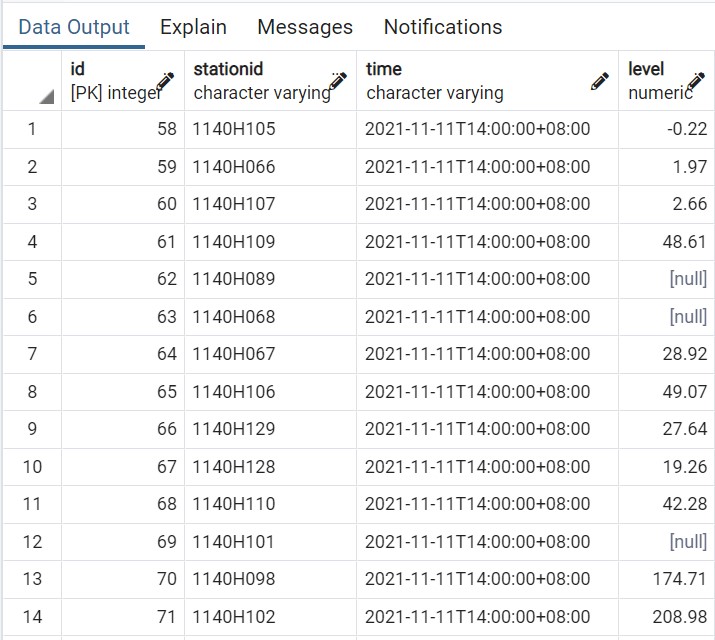 Data Output Explain Messages Notifications
id stationid time level
[PK] integer character varying character varying numeric
1 58 1140H105 2021-11-11T14:00:00+08:00 -0.22
2 59 1140H066 2021-11-11T14:00:00+08:00 1.97
3 60 1140H107 2021-11-11T14:00:00+08:00 2.66
4 61 1140H109 2021-11-11T14:00:00+08:00 48.61
5 62 1140H089 2021-11-11T14:00:00+08:00 [null]
6 63 1140H068 2021-11-11T14:00:00+08:00 [null]
7 64 1140H067 2021-11-11T14:00:00+08:00 28.92
8 65 1140H106 2021-11-11T14:00:00+08:00 49.07
9 66 1140H129 2021-11-11T14:00:00+08:00 27.64
10 67 1140H128 2021-11-11T14:00:00+08:00 19.26
11 68 1140H110 2021-11-11T14:00:00+08:00 42.28
12 69 1140H101 2021-11-11T14:00:00+08:00 [null]
13 70 1140H098 2021-11-11T14:00:00+08:00 174.71
14 71 1140H102 2021-11-11T14:00:00+08:00 208.98